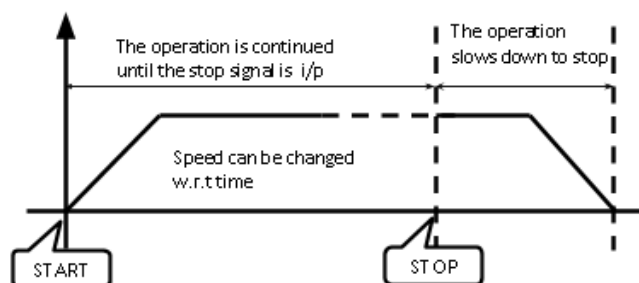 The operation is continued
until the stop signal is i/p
The operation
slows down to stop
Speed can be changed
w.r.t time
START
STOP